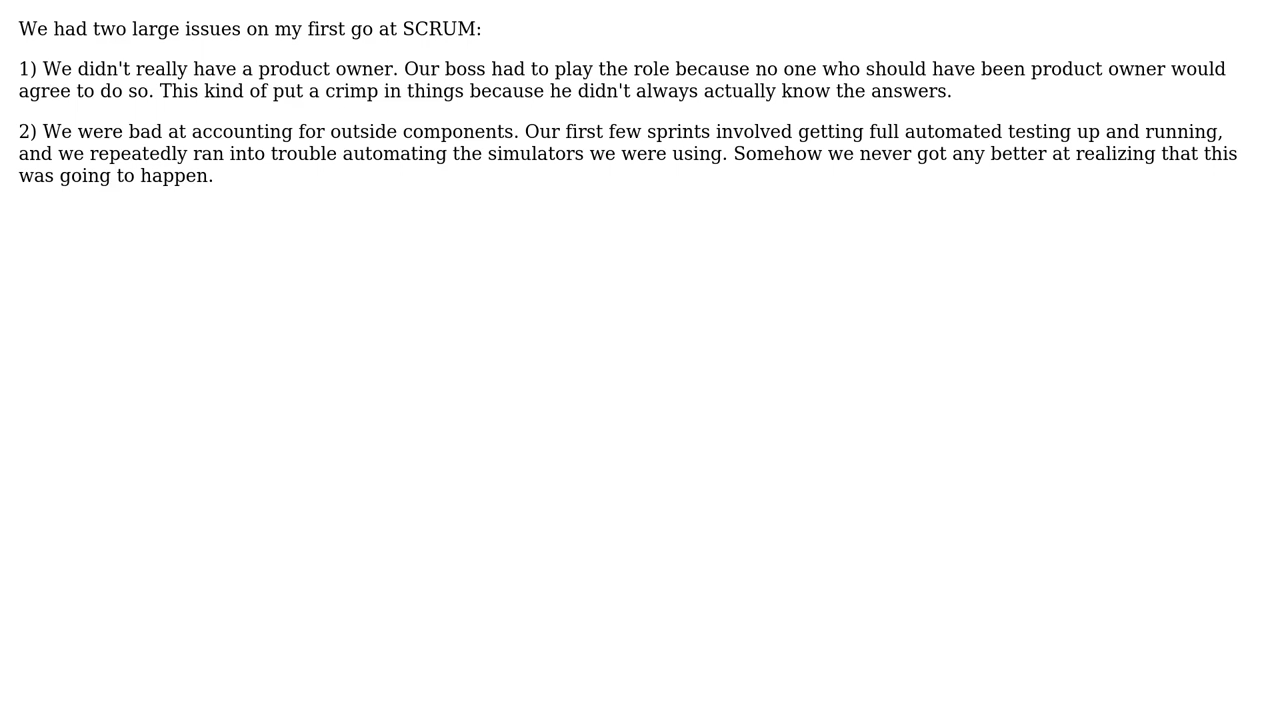 We had two large issues on my first go at SCRUM:
1) We didn't really have a product owner. Our boss had to play the role because no one who should have been product owner would
agree to do so. This kind of put a crimp in things because he didn't always actually know the answers.
2) We were bad at accounting for outside components. Our first few sprints involved getting full automated testing up and running,
and we repeatedly ran into trouble automating the simulators we were using. Somehow we never got any better at realizing that this
was going to happen.